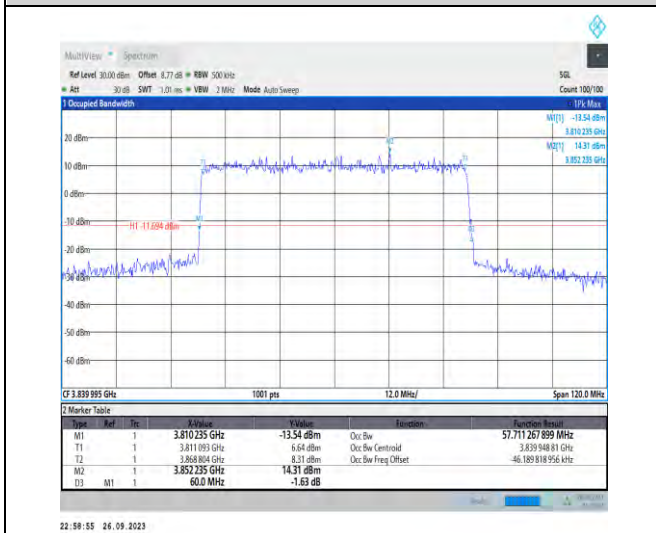 MultiView Spectrum
Ref Level 30.00 dBm Offset 8.77 dB RBW 500 kHz SGL
Att 30 dB SWT 1.01 ms VBW 2 MHz Mode Auto Sweep Count 100/100
1 Occupied Bandwidth 1Pk Max
M1[1] -13.54 dBm
3.810 235 GHz
M2[1] 14.31 dBm
3.852 235 GHz
20 dBm
M2
T1
10 dBm
0 dBm
-10 dBm
M1
H1 -11.694 dBm
-20 dBm
-30 dBm
-40 dBm
-50 dBm
-60 dBm
CF 3.839 995 GHz 1001 pts 12.0 MHz/ Span 120.0 MHz
2 Marker Table
Type Ref Trc X-Value Y-Value Function Function Result
M1 1 3.810 235 GHz -13.54 dBm Occ Bw 57.711 267 899 MHz
T1 1 3.811 093 GHz 6.64 dBm Occ Bw Centroid 3.839 948 81 GHz
T2 1 3.868 804 GHz 8.31 dBm Occ Bw Freq Offset -46.189 818 956 kHz
M2 1 3.852 235 GHz 14.31 dBm
D3 M1 1 60.0 MHz -1.63 dB
22:58:55 26.09.2023